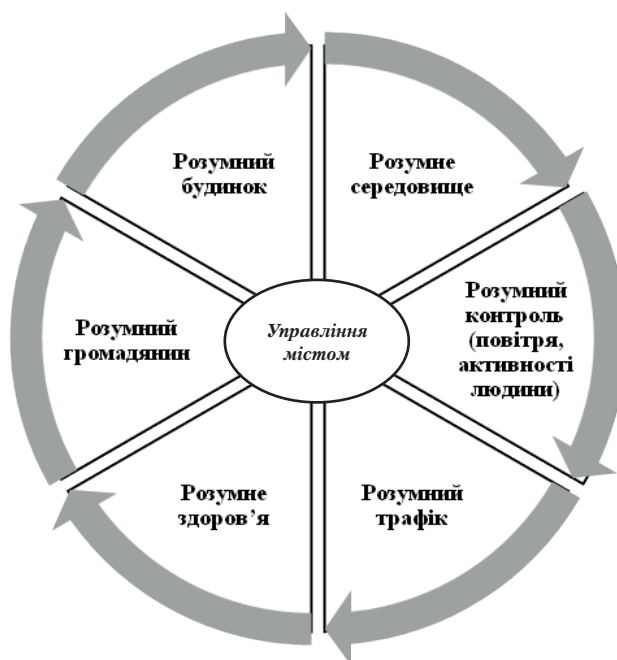 Розумний
будинок
Розумне
середовище
Розумний
контроль
(повітря,
активності
людини)
Розумний
трафік
Розумне
здоров’я
Розумний
громадянин
Управління
містом